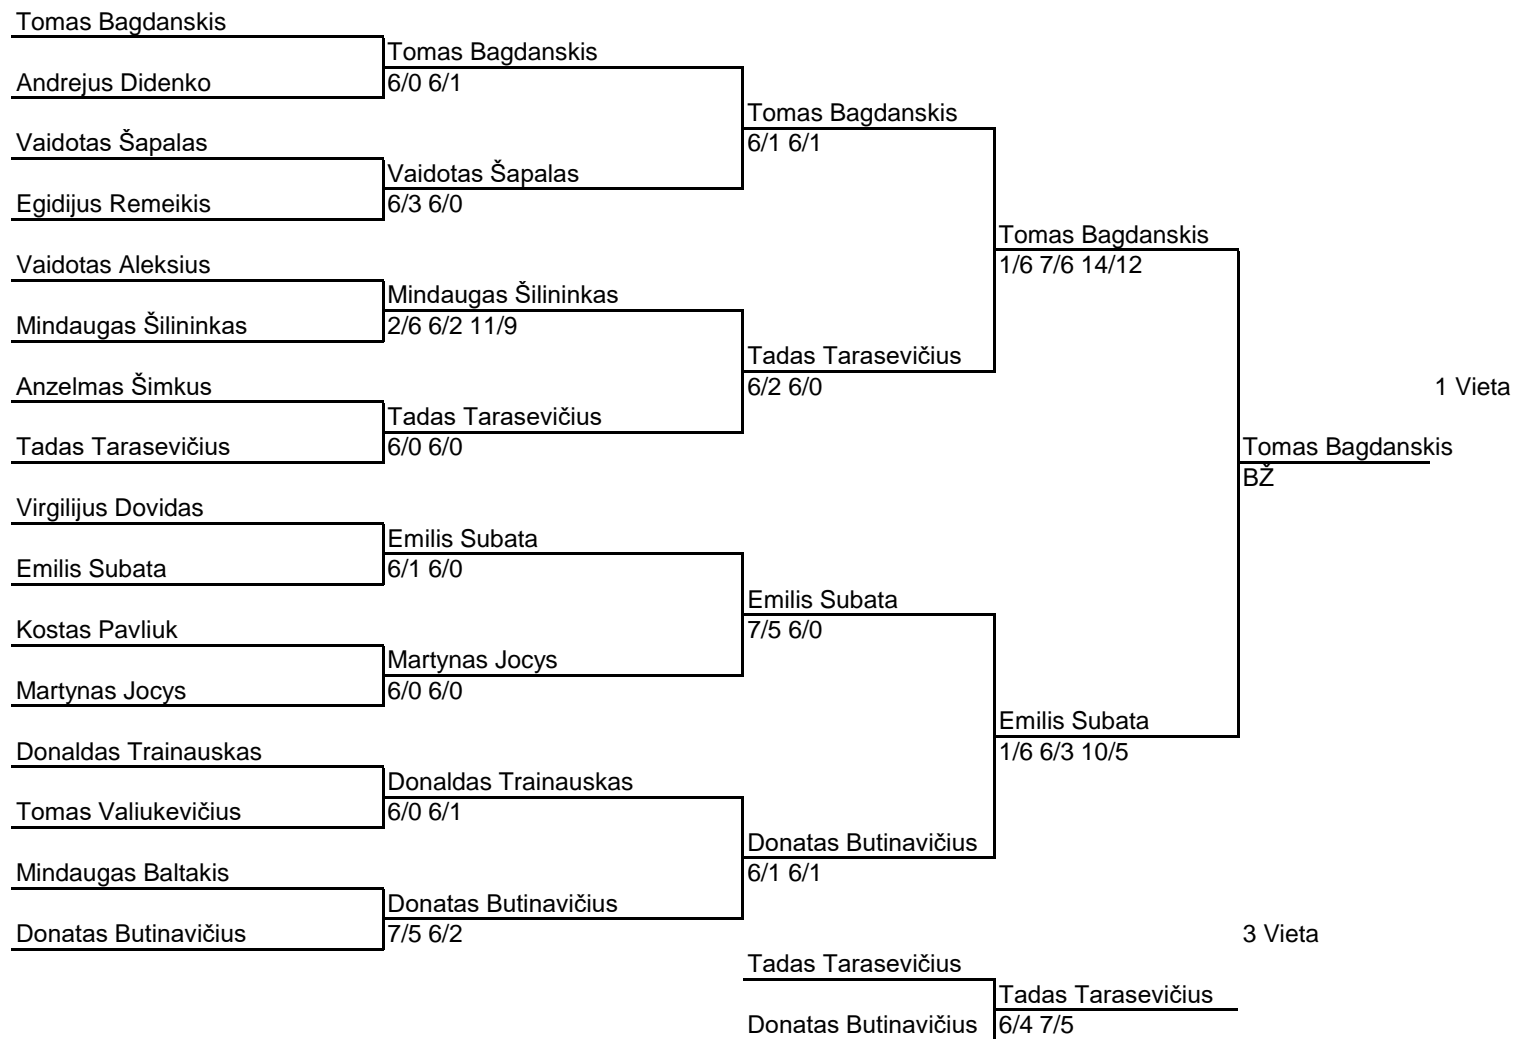 Tomas Bagdanskis
Tomas Bagdanskis
Andrejus Didenko
6/0 6/1
Tomas Bagdanskis
Vaidotas Šapalas
6/1 6/1
Vaidotas Šapalas
Egidijus Remeikis
6/3 6/0
Tomas Bagdanskis
Vaidotas Aleksius
1/6 7/6 14/12
Mindaugas Šilininkas
Mindaugas Šilininkas
2/6 6/2 11/9
Tadas Tarasevičius
Anzelmas Šimkus
6/2 6/0
1 Vieta
Tadas Tarasevičius
Tadas Tarasevičius
6/0 6/0
Tomas Bagdanskis
BŽ
Virgilijus Dovidas
Emilis Subata
Emilis Subata
6/1 6/0
Emilis Subata
Kostas Pavliuk
7/5 6/0
Martynas Jocys
Martynas Jocys
6/0 6/0
Emilis Subata
Donaldas Trainauskas
1/6 6/3 10/5
Donaldas Trainauskas
Tomas Valiukevičius
6/0 6/1
Donatas Butinavičius
Mindaugas Baltakis
6/1 6/1
Donatas Butinavičius
Donatas Butinavičius
7/5 6/2
3 Vieta
Tadas Tarasevičius
Tadas Tarasevičius
Donatas Butinavičius
6/4 7/5